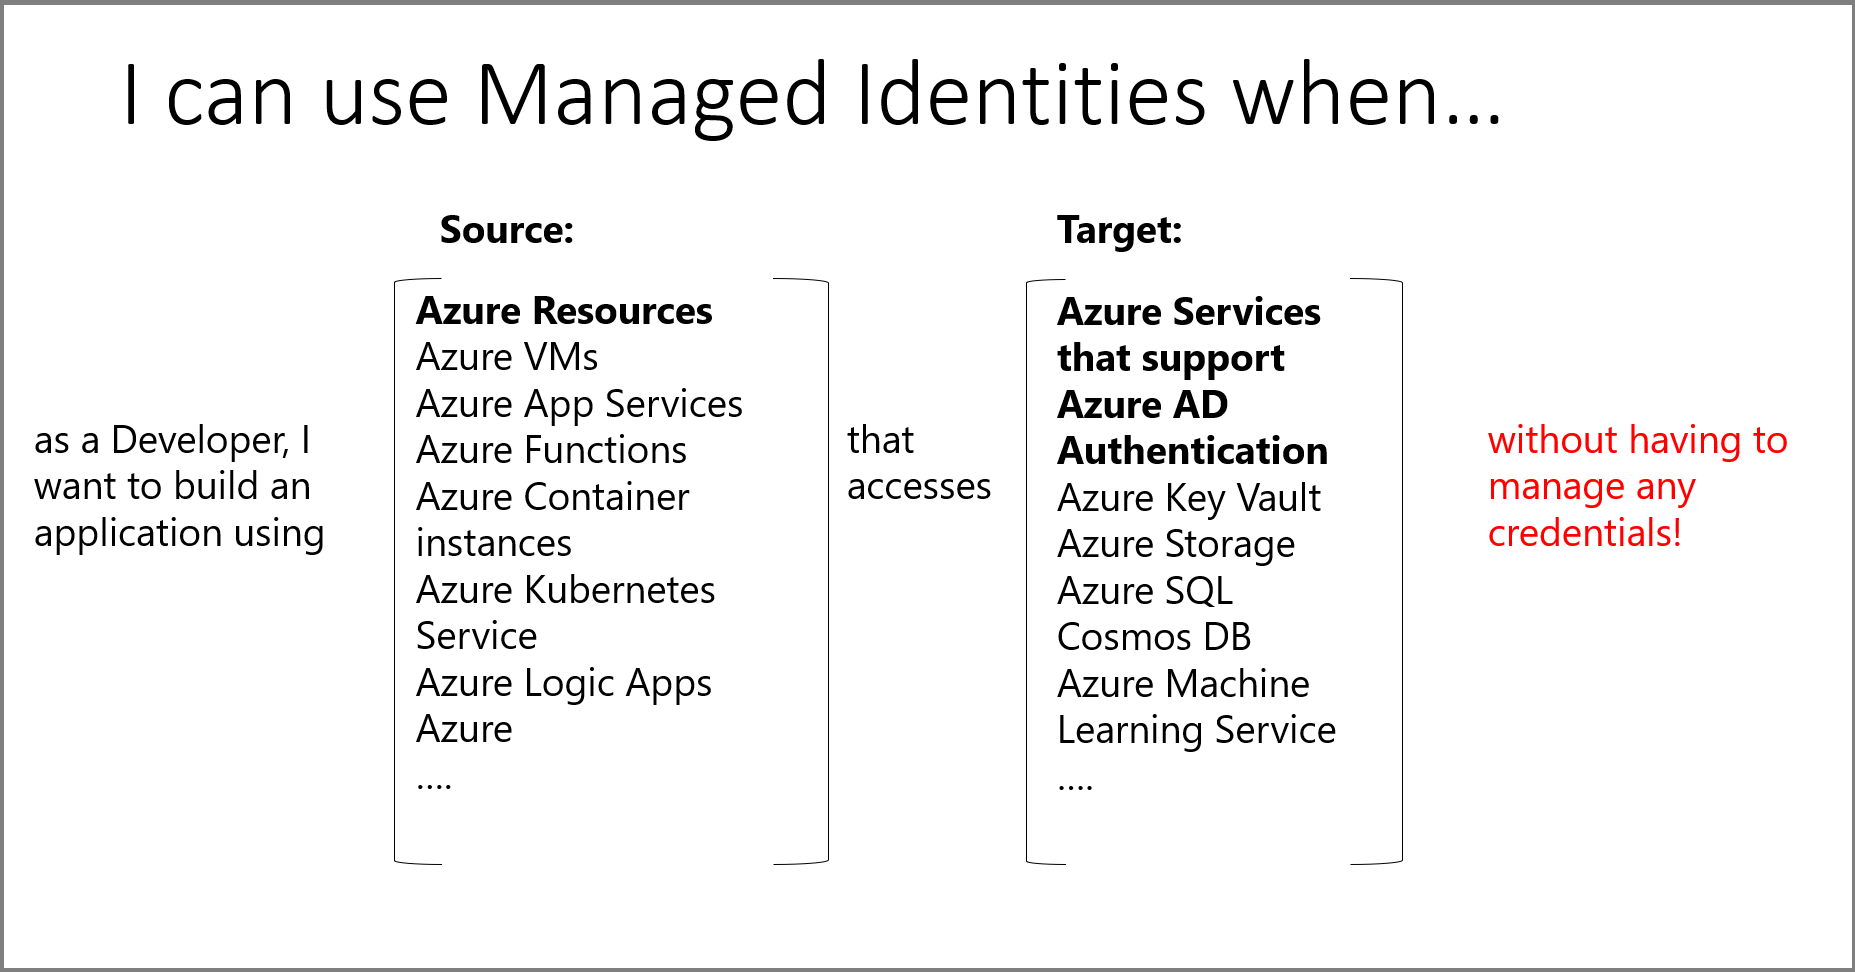 I can use Managed Identities when...
as a Developer, I
want to build an
application using
Source:
Azure Resources
Azure VMs
Azure App Services
Azure Functions
Azure Container
instances
Azure Kubernetes
Service
Azure Logic Apps
Azure
....
that
accesses
Target:
Azure Services
that support
Azure AD
Authentication
Azure Key Vault
Azure Storage
Azure SQL
Cosmos DB
Azure Machine
Learning Service
....
without having to
manage any
credentials!